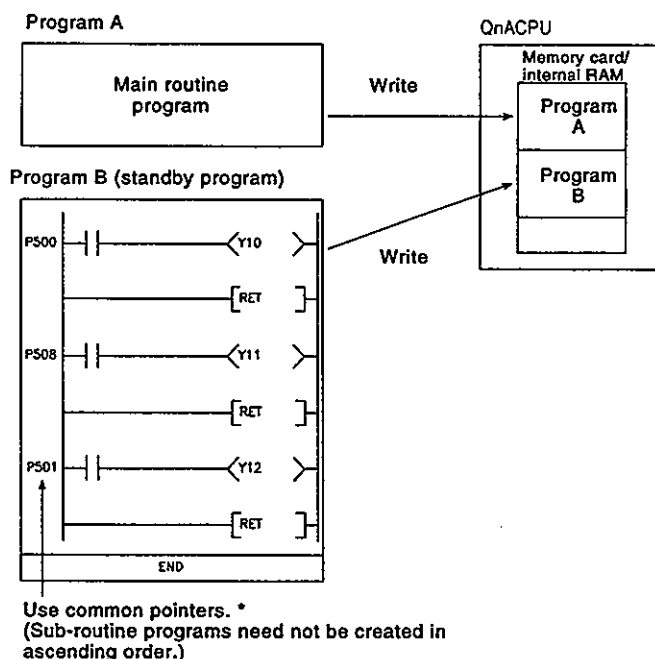 Program A
QnACPU
Main routine
program
Write
Memory card/
internal RAM
Program
A
Program
B
Program B (standby program)
Write
P500
Y10
RET
P508
Y11
RET
P501
Y12
RET
END
Use common pointers. *
(Sub-routine programs need not be created in
ascending order.)